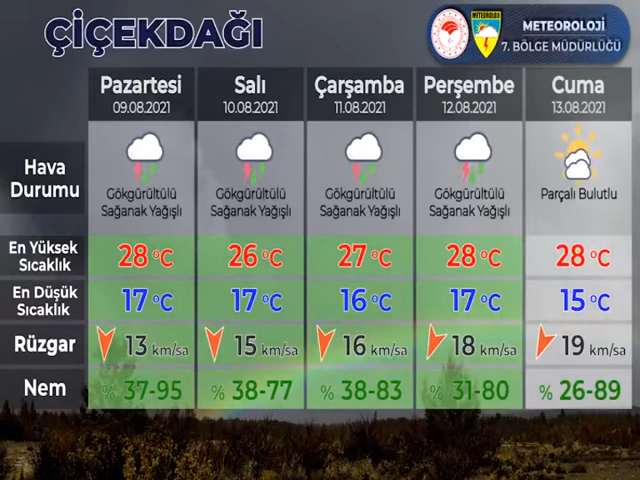 ÇİÇEKDAĞI
METEOROLOJİ
METEOROLOJİ
7. BÖLGE MÜDÜRLÜĞÜ
Pazartesi Salı Çarşamba Perşembe Cuma
09.08.2021 10.08.2021 11.08.2021 12.08.2021 13.08.2021
Hava
Durumu
Gökgürültülü Gökgürültülü Gökgürültülü Gökgürültülü Parçalı Bulutlu
Sağanak Yağışlı Sağanak Yağışlı Sağanak Yağışlı Sağanak Yağışlı
En Yüksek
Sıcaklık
28 °C 26 °C 27 °C 28 °C 28 °C
En Düşük
Sıcaklık
17 °C 17 °C 16 °C 17 °C 15 °C
Rüzgar 13 km/sa 15 km/sa 16 km/sa 18 km/sa 19 km/sa
Nem % 37-95 % 38-77 % 38-83 % 31-80 % 26-89